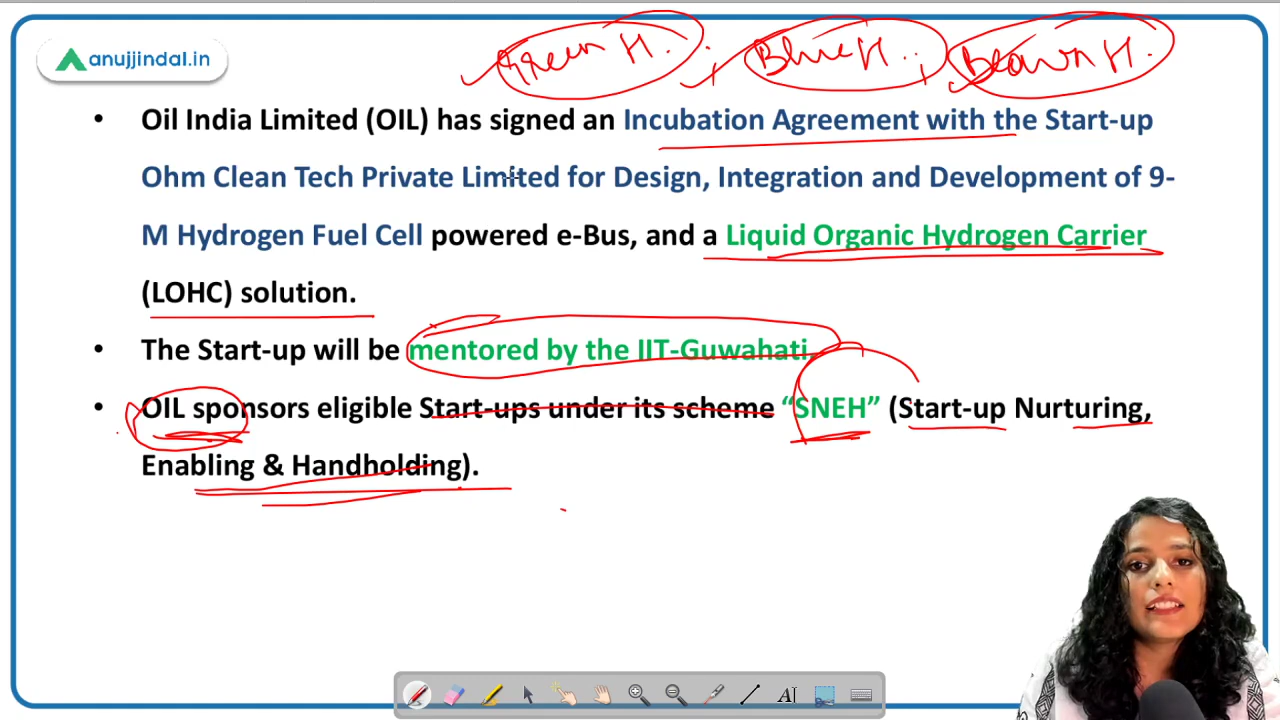 Green H. Blue H. Brown H.
anujjindal.in
• Oil India Limited (OIL) has signed an Incubation Agreement with the Start-up
Ohm Clean Tech Private Limited for Design, Integration and Development of 9-
M Hydrogen Fuel Cell powered e-Bus, and a Liquid Organic Hydrogen Carrier
(LOHC) solution.
• The Start-up will be mentored by the IIT-Guwahati.
• OIL sponsors eligible Start-ups under its scheme “SNEH” (Start-up Nurturing,
Enabling & Handholding).
A